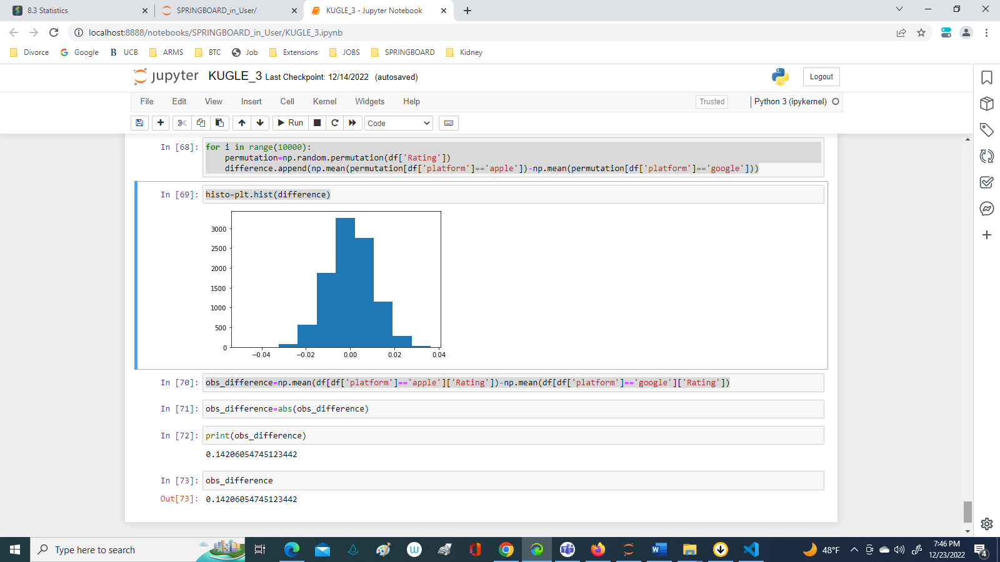 8.3 Statistics
SPRINGBOARD_in_User/
KUGLE_3 - Jupyter Notebook
localhost:8888/notebooks/SPRINGBOARD_in_User/KUGLE_3.ipynb
Divorce
Google
B UCB
ARMS
BTC
Job
Extensions
JOBS
SPRINGBOARD
Kidney
jupyter KUGLE_3 Last Checkpoint: 12/14/2022 (autosaved)
Logout
File Edit View Insert Cell Kernel Widgets Help
Trusted
Python 3 (ipykernel)
Run
Code
In [68]: for i in range(10000):
permutation=np.random.permutation(df['Rating'])
difference.append(np.mean(permutation[df['platform']=='apple'])-np.mean(permutation[df['platform']=='google']))
In [69]: histo=plt.hist(difference)
3000
2500
2000
1500
1000
500
0
−0.04 −0.02 0.00 0.02 0.04
In [70]: obs_difference=np.mean(df[df['platform']=='apple']['Rating'])-np.mean(df[df['platform']=='google']['Rating'])
In [71]: obs_difference=abs(obs_difference)
In [72]: print(obs_difference)
0.14206054745123442
In [73]: obs_difference
Out[73]: 0.14206054745123442
Type here to search
48°F
7:46 PM
12/23/2022
4